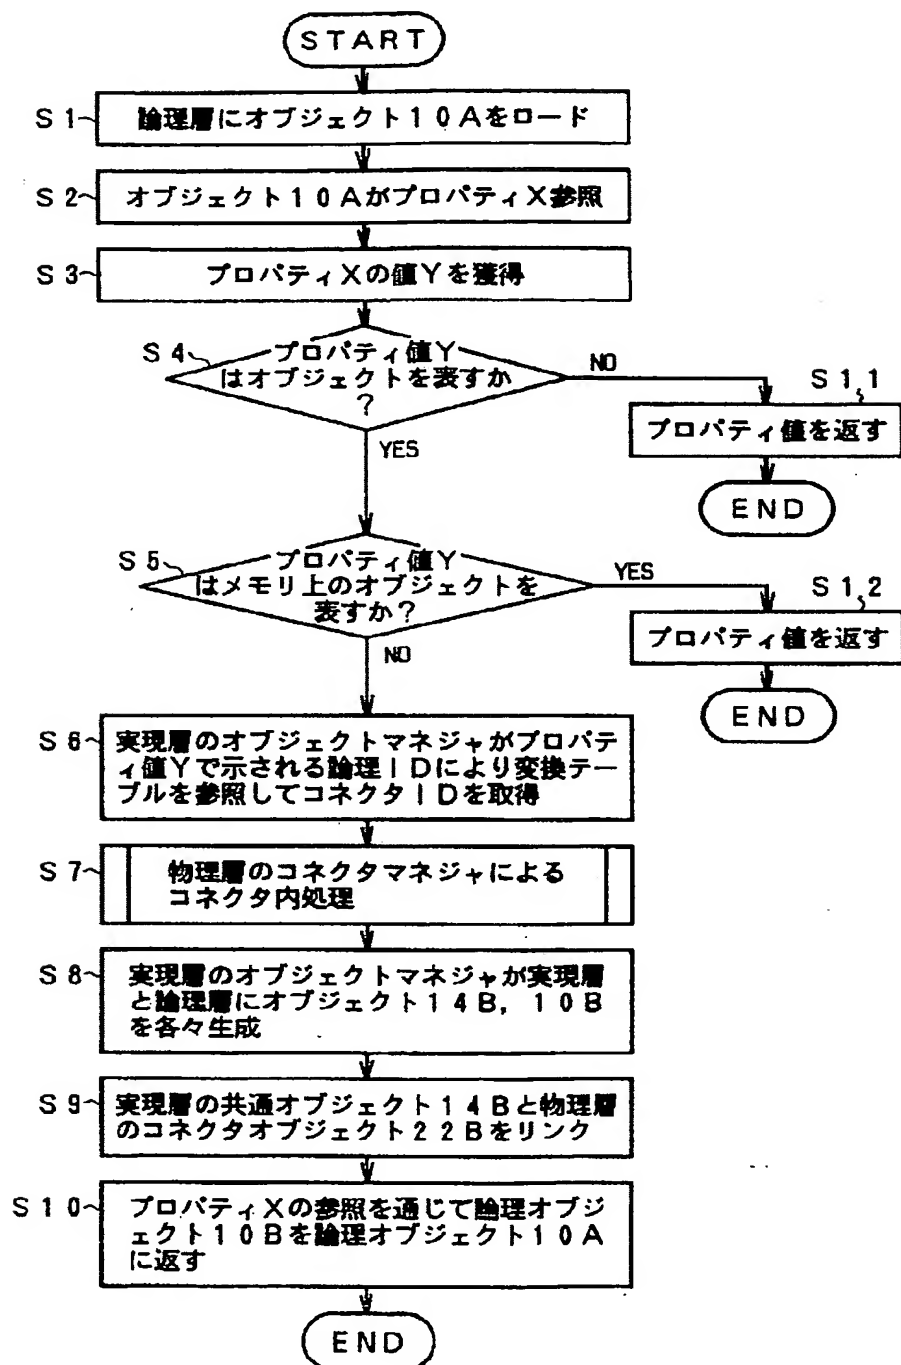 START
S1
論理層にオブジェクト10Aをロード
S2
オブジェクト10AがプロパティX参照
S3
プロパティXの値Yを獲得
S4
プロパティ値Y
はオブジェクトを表すか
?
NO
S11
プロパティ値を返す
END
YES
S5
プロパティ値Y
はメモリ上のオブジェクトを
表すか?
YES
S12
プロパティ値を返す
END
NO
S6
実現層のオブジェクトマネジャがプロパテ
ィ値Yで示される論理IDにより変換テー
ブルを参照してコネクタIDを取得
S7
物理層のコネクタマネジャによる
コネクタ内処理
S8
実現層のオブジェクトマネジャが実現層
と論理層にオブジェクト14B,10B
を各々生成
S9
実現層の共通オブジェクト14Bと物理層
のコネクタオブジェクト22Bをリンク
S10
プロパティXの参照を通じて論理オブジ
ェクト10Bを論理オブジェクト10A
に返す
END